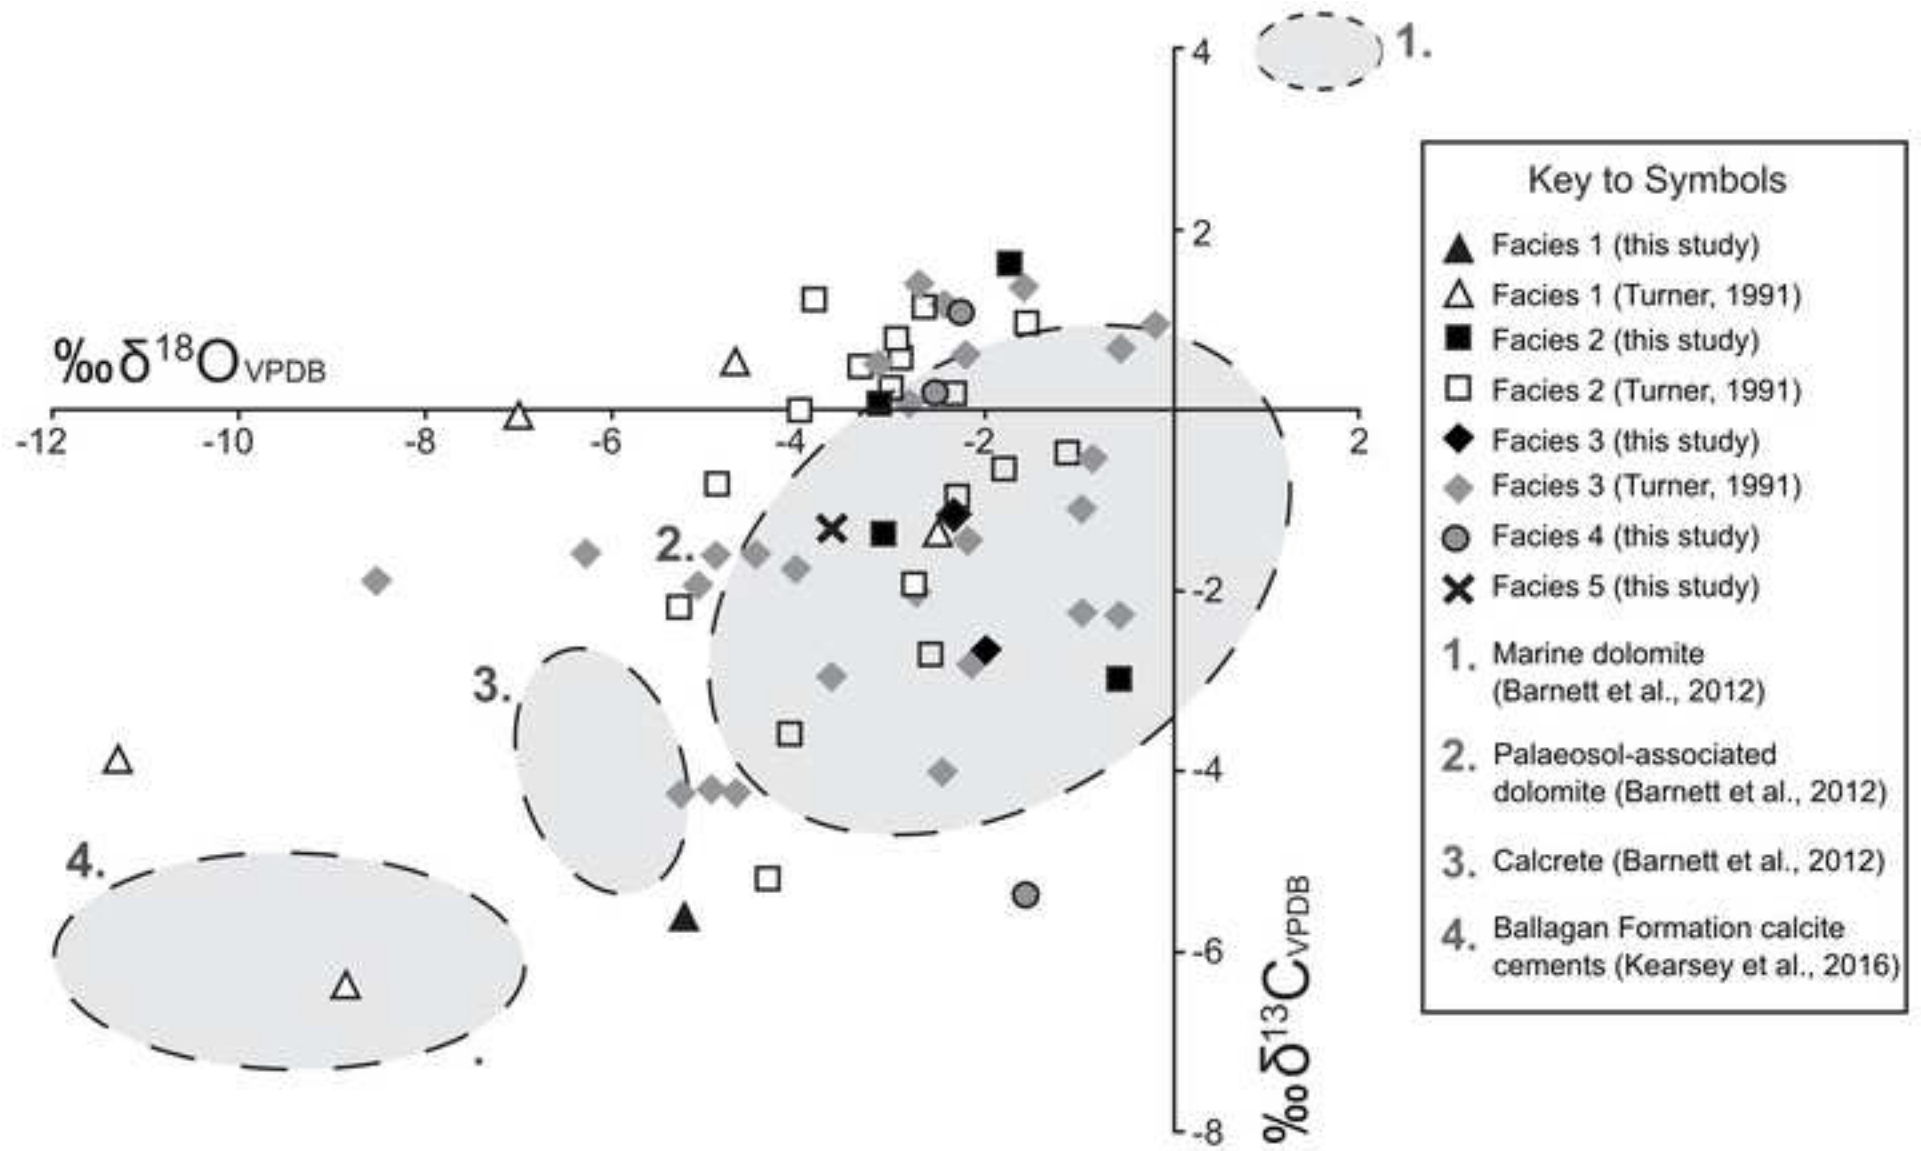 4
1.
2
‰δ18OVPDB
-12
-10
-8
-6
-4
-2
2
2.
-2
3.
-4
4.
-6
-8
‰δ13CVPDB
Key to Symbols
Facies 1 (this study)
Facies 1 (Turner, 1991)
Facies 2 (this study)
Facies 2 (Turner, 1991)
Facies 3 (this study)
Facies 3 (Turner, 1991)
Facies 4 (this study)
Facies 5 (this study)
1. Marine dolomite
(Barnett et al., 2012)
2. Palaeosol-associated
dolomite (Barnett et al., 2012)
3. Calcrete (Barnett et al., 2012)
4. Ballagan Formation calcite
cements (Kearsey et al., 2016)